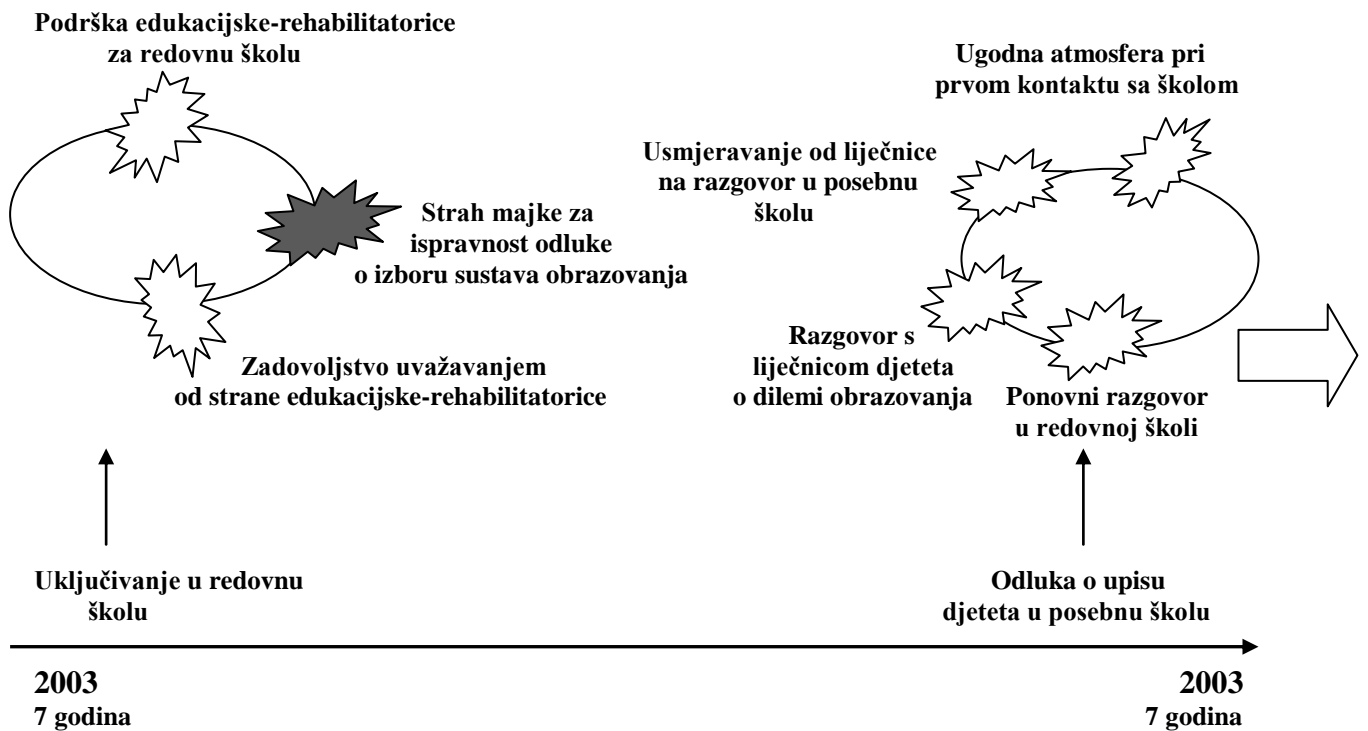 Podrška edukacijske-rehabilitatorice
za redovnu školu
Strah majke za
ispravnost odluke
o izboru sustava obrazovanja
Zadovoljstvo uvažavanjem
od strane edukacijske-rehabilitatorice
Uključivanje u redovnu
školu
Ugodna atmosfera pri
prvom kontaktu sa školom
Usmjeravanje od liječnice
na razgovor u posebnu
školu
Razgovor s
liječnicom djeteta
o dilemi obrazovanja
Ponovni razgovor
u redovnoj školi
Odluka o upisu
djeteta u posebnu školu
2003
7 godina
2003
7 godina